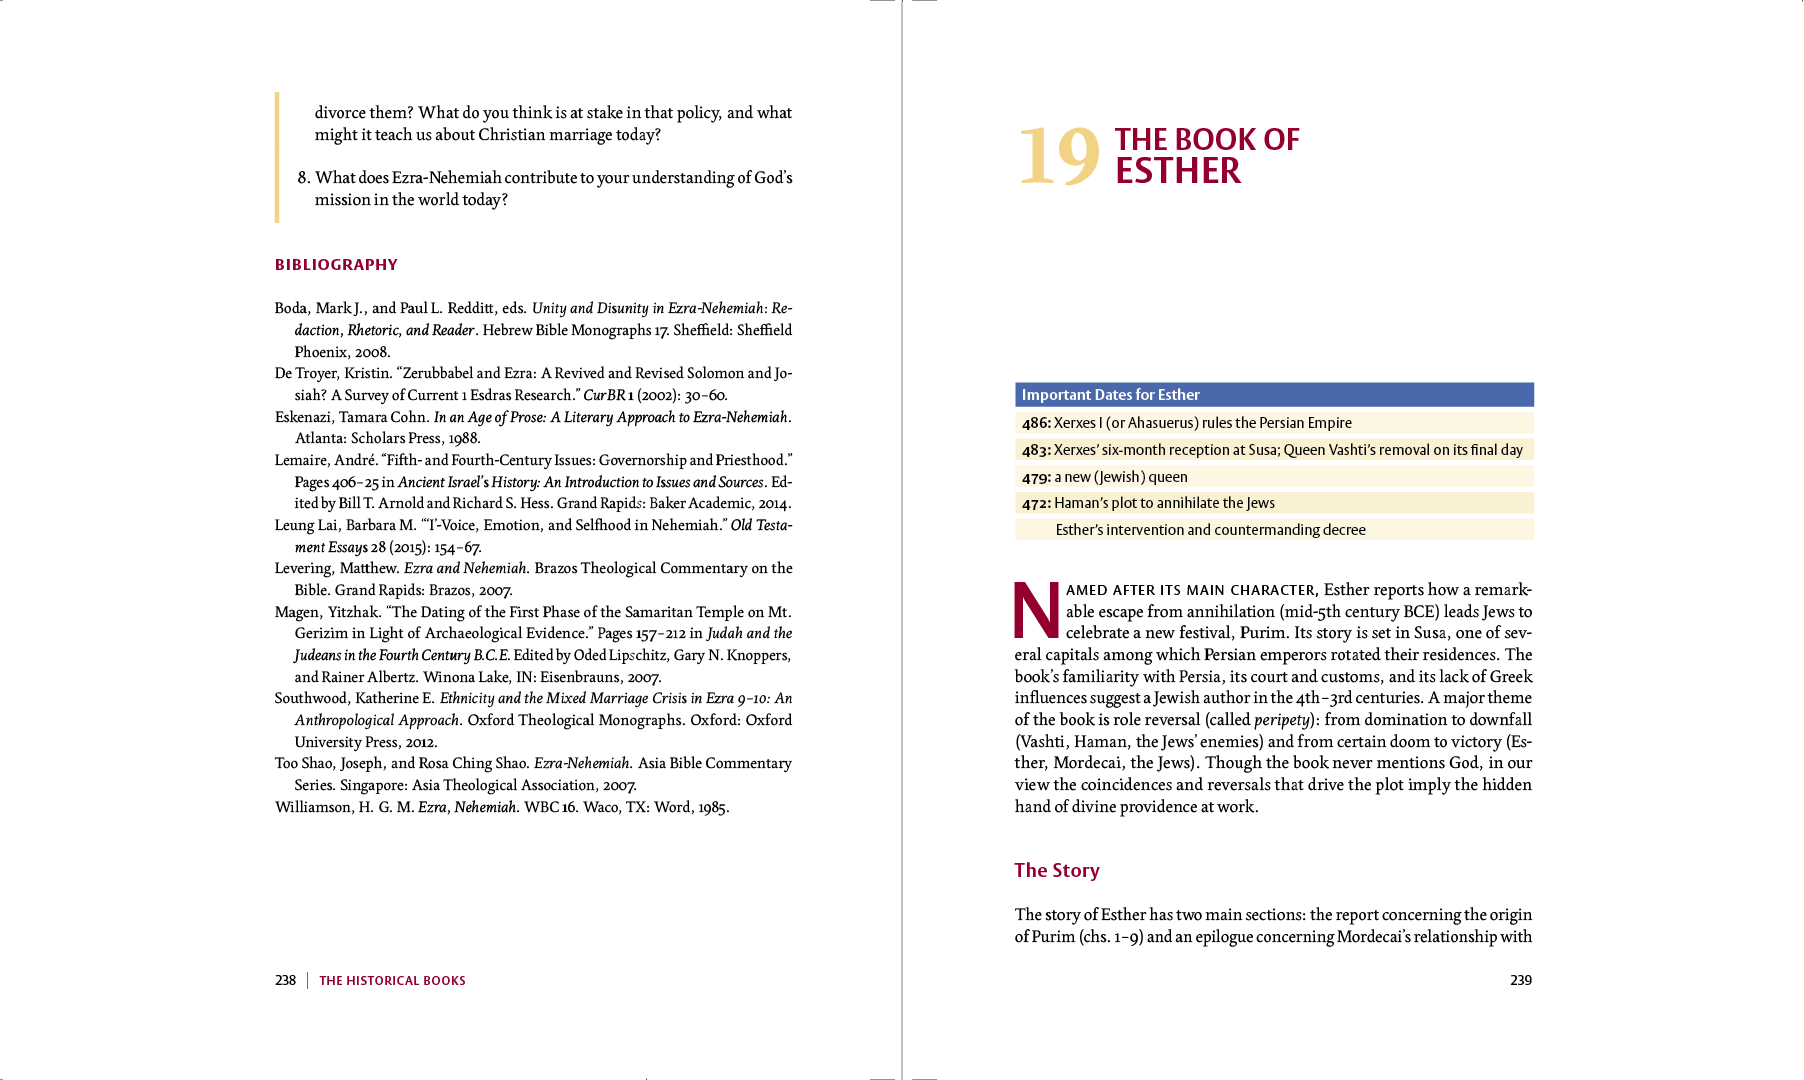 divorce them? What do you think is at stake in that policy, and what
might it teach us about Christian marriage today?
8. What does Ezra-Nehemiah contribute to your understanding of God’s
mission in the world today?
BIBLIOGRAPHY
Boda, Mark J., and Paul L. Redditt, eds. Unity and Disunity in Ezra-Nehemiah: Re-
daction, Rhetoric, and Reader. Hebrew Bible Monographs 17. Sheffield: Sheffield
Phoenix, 2008.
De Troyer, Kristin. “Zerubbabel and Ezra: A Revived and Revised Solomon and Jo-
siah? A Survey of Current 1 Esdras Research.” CurBR 1 (2002): 30–60.
Eskenazi, Tamara Cohn. In an Age of Prose: A Literary Approach to Ezra-Nehemiah.
Atlanta: Scholars Press, 1988.
Lemaire, André. “Fifth- and Fourth-Century Issues: Governorship and Priesthood.”
Pages 406–25 in Ancient Israel’s History: An Introduction to Issues and Sources. Ed-
ited by Bill T. Arnold and Richard S. Hess. Grand Rapids: Baker Academic, 2014.
Leung Lai, Barbara M. “‘I’-Voice, Emotion, and Selfhood in Nehemiah.” Old Testa-
ment Essays 28 (2015): 154–67.
Levering, Matthew. Ezra and Nehemiah. Brazos Theological Commentary on the
Bible. Grand Rapids: Brazos, 2007.
Magen, Yitzhak. “The Dating of the First Phase of the Samaritan Temple on Mt.
Gerizim in Light of Archaeological Evidence.” Pages 157–212 in Judah and the
Judeans in the Fourth Century B.C.E. Edited by Oded Lipschitz, Gary N. Knoppers,
and Rainer Albertz. Winona Lake, IN: Eisenbrauns, 2007.
Southwood, Katherine E. Ethnicity and the Mixed Marriage Crisis in Ezra 9–10: An
Anthropological Approach. Oxford Theological Monographs. Oxford: Oxford
University Press, 2012.
Too Shao, Joseph, and Rosa Ching Shao. Ezra-Nehemiah. Asia Bible Commentary
Series. Singapore: Asia Theological Association, 2007.
Williamson, H. G. M. Ezra, Nehemiah. WBC 16. Waco, TX: Word, 1985.
238 | THE HISTORICAL BOOKS
19 THE BOOK OF
ESTHER
Important Dates for Esther
486: Xerxes I (or Ahasuerus) rules the Persian Empire
483: Xerxes’ six-month reception at Susa; Queen Vashti’s removal on its final day
479: a new (Jewish) queen
472: Haman’s plot to annihilate the Jews
Esther’s intervention and countermanding decree
NAMED AFTER ITS MAIN CHARACTER, Esther reports how a remark-
able escape from annihilation (mid-5th century BCE) leads Jews to
celebrate a new festival, Purim. Its story is set in Susa, one of sev-
eral capitals among which Persian emperors rotated their residences. The
book’s familiarity with Persia, its court and customs, and its lack of Greek
influences suggest a Jewish author in the 4th–3rd centuries. A major theme
of the book is role reversal (called peripety): from domination to downfall
(Vashti, Haman, the Jews’ enemies) and from certain doom to victory (Es-
ther, Mordecai, the Jews). Though the book never mentions God, in our
view the coincidences and reversals that drive the plot imply the hidden
hand of divine providence at work.
The Story
The story of Esther has two main sections: the report concerning the origin
of Purim (chs. 1–9) and an epilogue concerning Mordecai’s relationship with
239